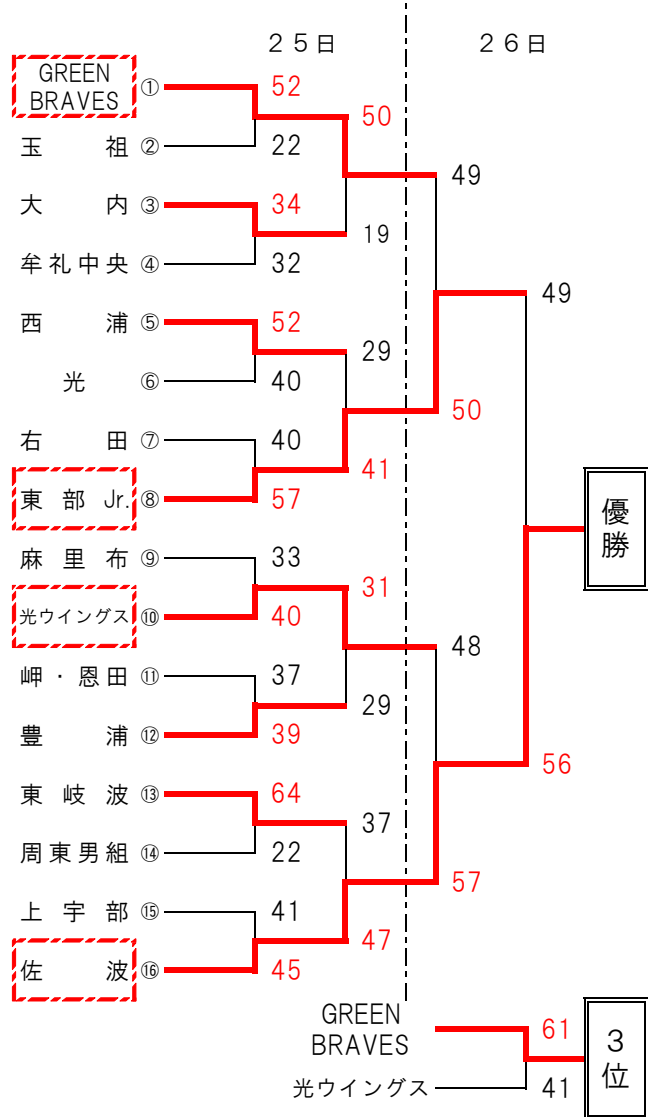 25日 26日
GREEN
BRAVES ① 52
50
玉祖 ② 22
49
大内 ③ 34
19
牟礼中央 ④ 32
49
西浦 ⑤ 52
29
光 ⑥ 40
50
右田 ⑦ 40
41
東部 Jr. ⑧ 57
優勝
麻里布 ⑨ 33
31
光ウイングス ⑩ 40
48
岬・恩田 ⑪ 37
29
豊浦 ⑫ 39
56
東岐波 ⑬ 64
37
周東男組 ⑭ 22
57
上宇部 ⑮ 41
47
佐波 ⑯ 45
GREEN
BRAVES 61
3位
光ウイングス 41